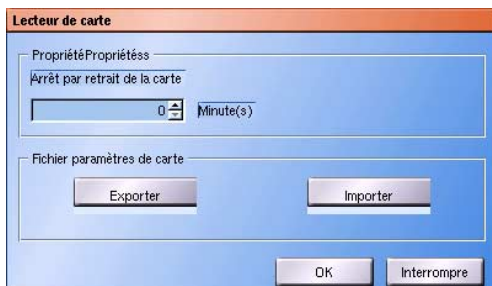 Lecteur de carte
PropriétéPropriétéss
Arrêt par retrait de la carte
0 Minute(s)
Fichier paramètres de carte
Exporter Importer
OK Interrompre